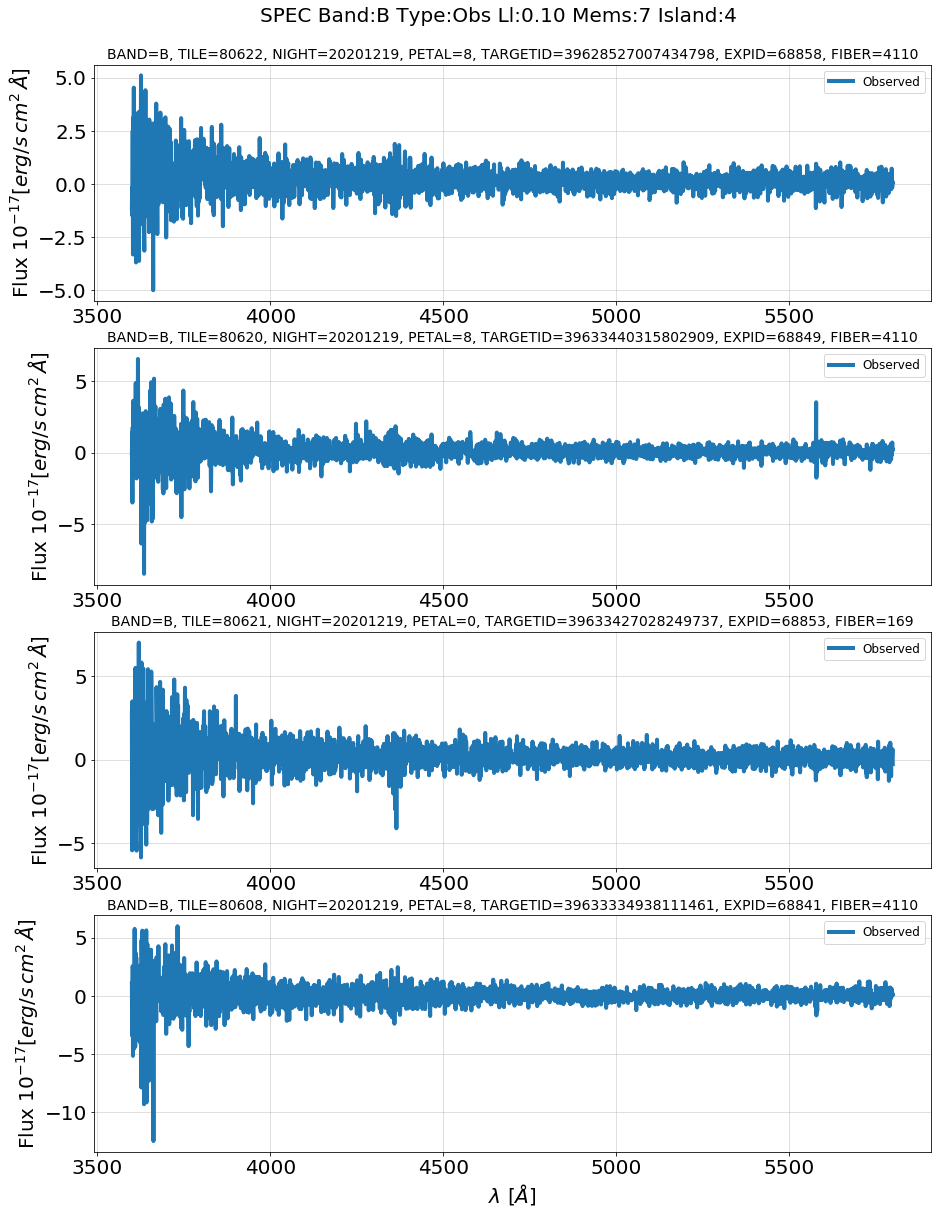 SPEC Band:B Type:Obs Ll:0.10 Mems:7 Island:4
BAND=B, TILE=80622, NIGHT=20201219, PETAL=8, TARGETID=39628527007434798, EXPID=68858, FIBER=4110
Flux 10^{-17}[erg/s cm^2 Å]
5.0
2.5
0.0
−2.5
−5.0
Observed
3500 4000 4500 5000 5500
BAND=B, TILE=80620, NIGHT=20201219, PETAL=8, TARGETID=39633440315802909, EXPID=68849, FIBER=4110
Flux 10^{-17}[erg/s cm^2 Å]
5
0
−5
Observed
3500 4000 4500 5000 5500
BAND=B, TILE=80621, NIGHT=20201219, PETAL=0, TARGETID=39633427028249737, EXPID=68853, FIBER=169
Flux 10^{-17}[erg/s cm^2 Å]
5
0
−5
Observed
3500 4000 4500 5000 5500
BAND=B, TILE=80608, NIGHT=20201219, PETAL=8, TARGETID=39633334938111461, EXPID=68841, FIBER=4110
Flux 10^{-17}[erg/s cm^2 Å]
5
0
−5
−10
Observed
3500 4000 4500 5000 5500
λ [Å]